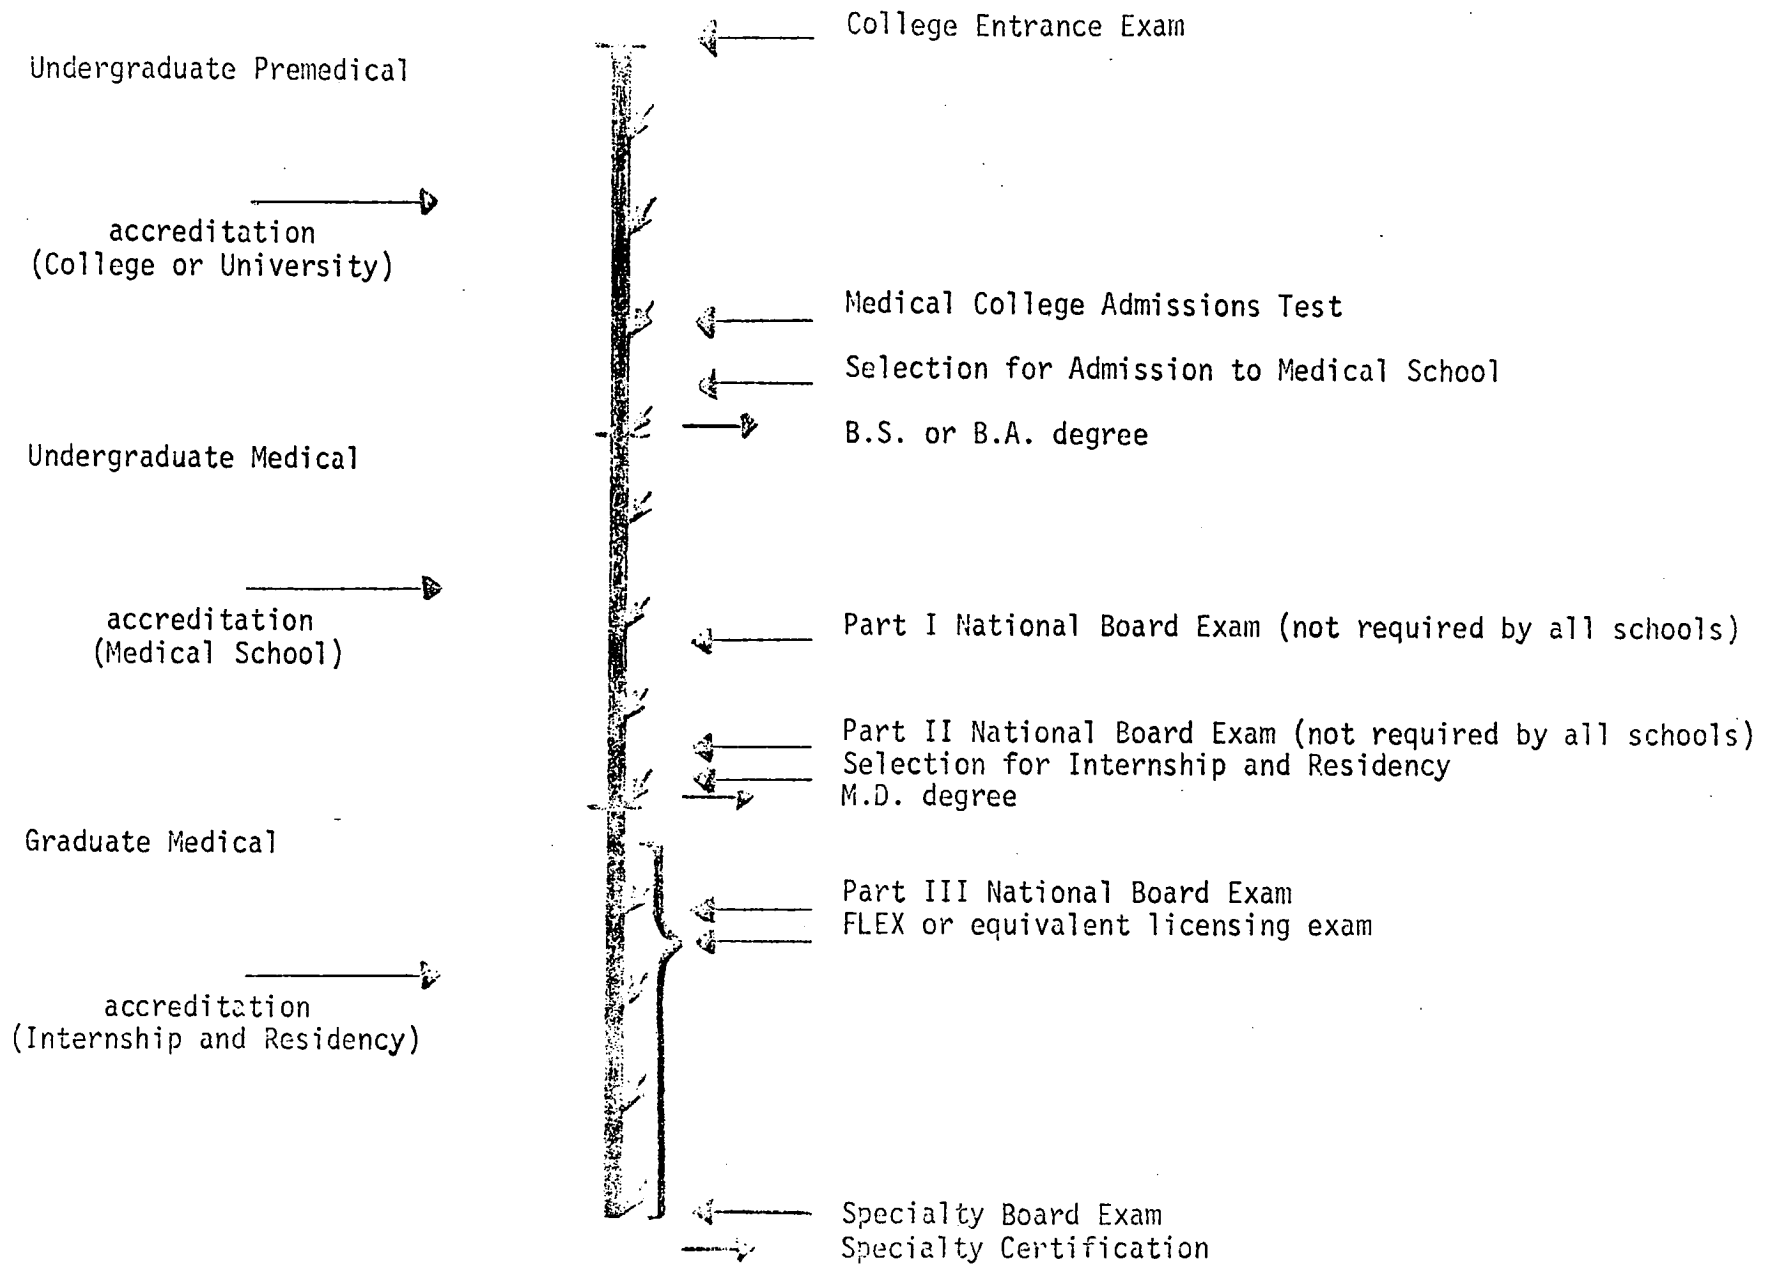 College Entrance Exam
Undergraduate Premedical
accreditation
(College or University)
Medical College Admissions Test
Selection for Admission to Medical School
B.S. or B.A. degree
Undergraduate Medical
accreditation
(Medical School)
Part I National Board Exam (not required by all schools)
Part II National Board Exam (not required by all schools)
Selection for Internship and Residency
M.D. degree
Graduate Medical
Part III National Board Exam
FLEX or equivalent licensing exam
accreditation
(Internship and Residency)
Specialty Board Exam
Specialty Certification